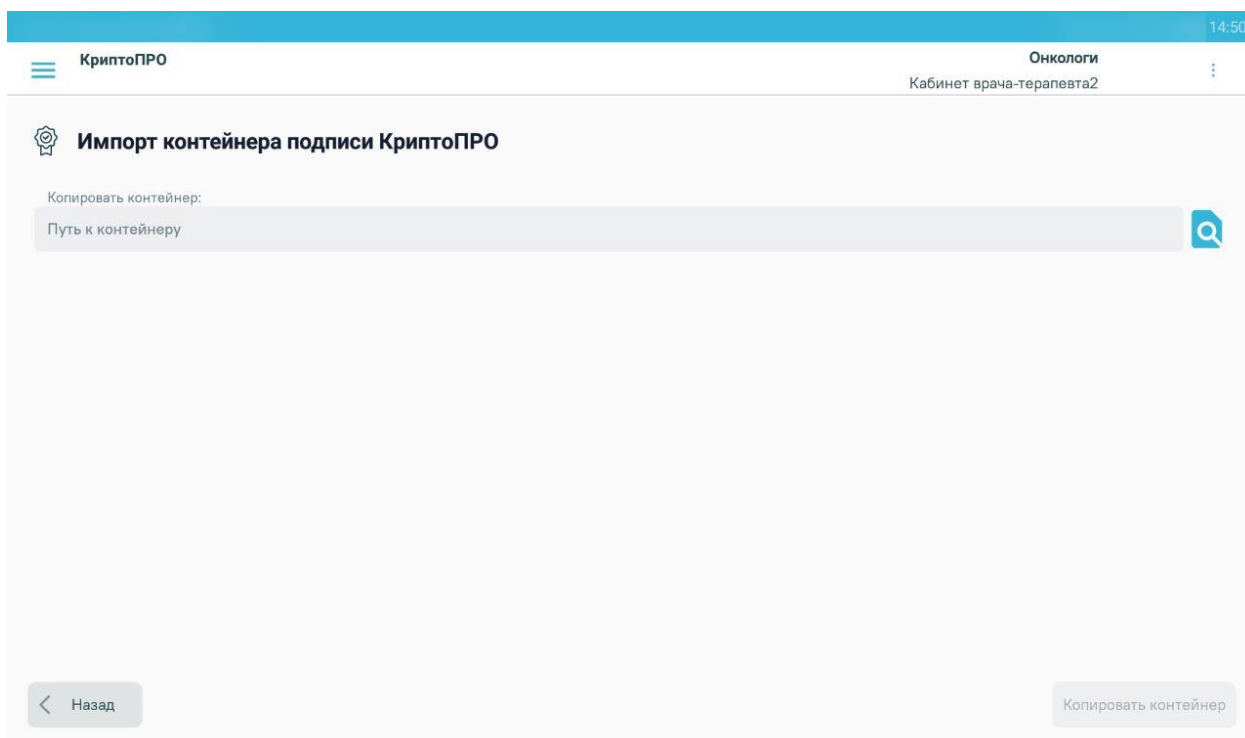 14:50
КриптоПРО
Онкологи
Кабинет врача-терапевта2
Импорт контейнера подписи КриптоПРО
Копировать контейнер:
Путь к контейнеру
Назад
Копировать контейнер